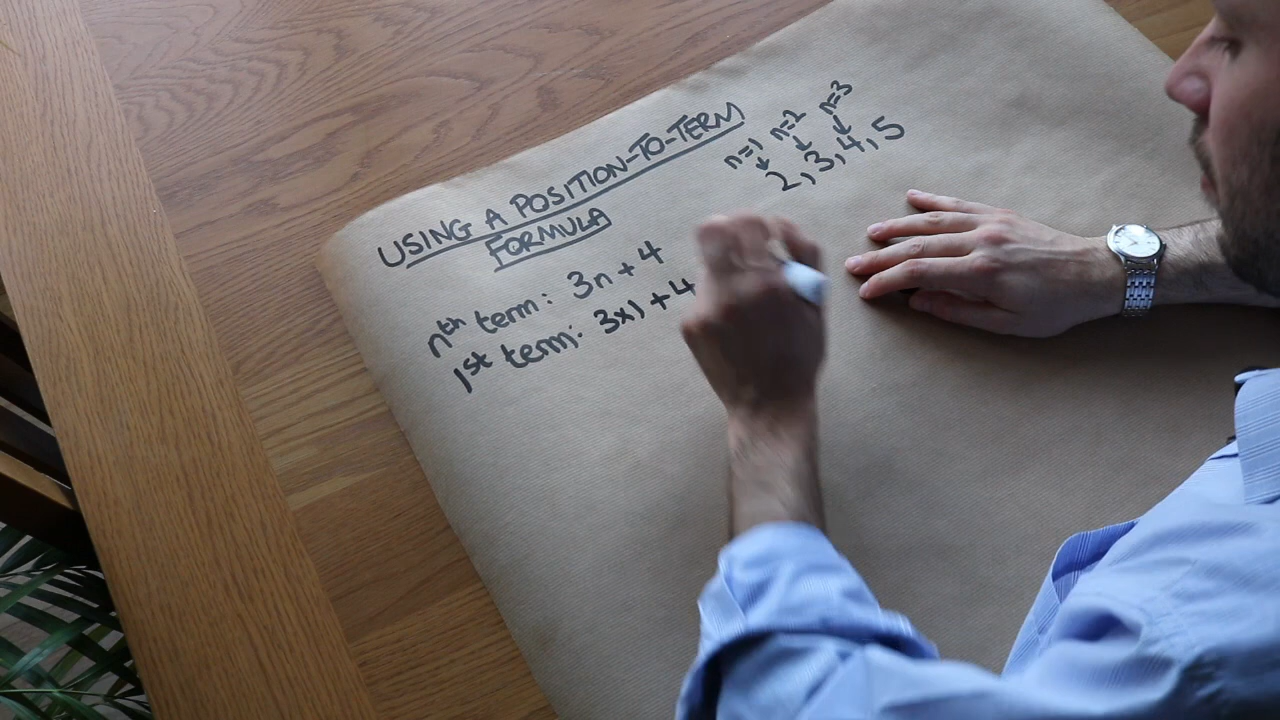 USING A POSITION-TO-TERM
FORMULA
n=1 n=2 n=3
2,3,4,5
nth term: 3n + 4
1st term: 3x1 + 4